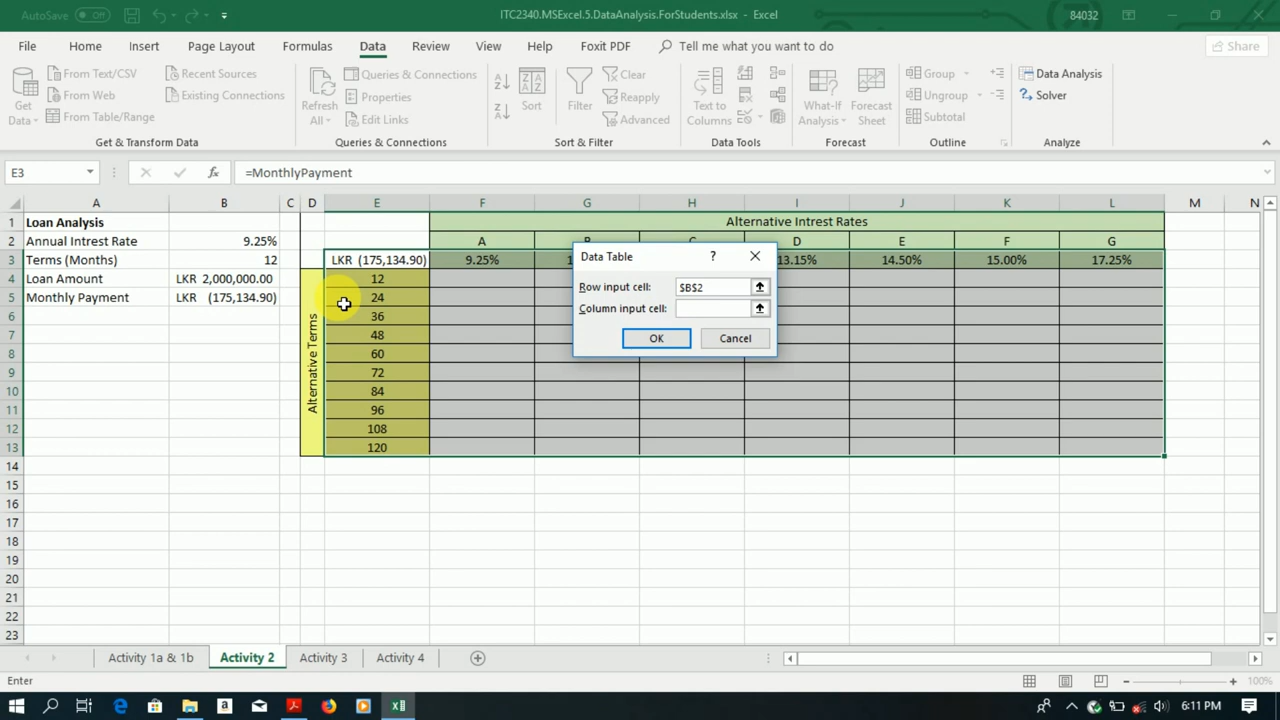 AutoSave Off ITC2340.MSExcel.5.DataAnalysis.ForStudents.xlsx - Excel 84032
File Home Insert Page Layout Formulas Data Review View Help Foxit PDF Tell me what you want to do Share
From Text/CSV Recent Sources Queries & Connections Clear Group Data Analysis
Get Data From Web Existing Connections Refresh All Properties Sort Filter Reapply Text to Columns What-If Analysis Forecast Sheet Ungroup Solver
From Table/Range Edit Links Advanced Subtotal
Get & Transform Data Queries & Connections Sort & Filter Data Tools Forecast Outline Analyze
E3 fx =MonthlyPayment
A B C D E F G H I J K L M N
1 Loan Analysis Alternative Intrest Rates
2 Annual Intrest Rate 9.25% A D E F G
3 Terms (Months) 12 LKR (175,134.90) 9.25% 13.15% 14.50% 15.00% 17.25%
4 Loan Amount LKR 2,000,000.00 12
5 Monthly Payment LKR (175,134.90) 24
6 36
7 48
8 60
9 72
10 84
11 96
12 108
13 120
Alternative Terms
14
15
16
17
18
19
20
21
22
23
Data Table ?
Row input cell: $B$2
Column input cell:
OK Cancel
Activity 1a & 1b Activity 2 Activity 3 Activity 4
Enter 100%
6:11 PM